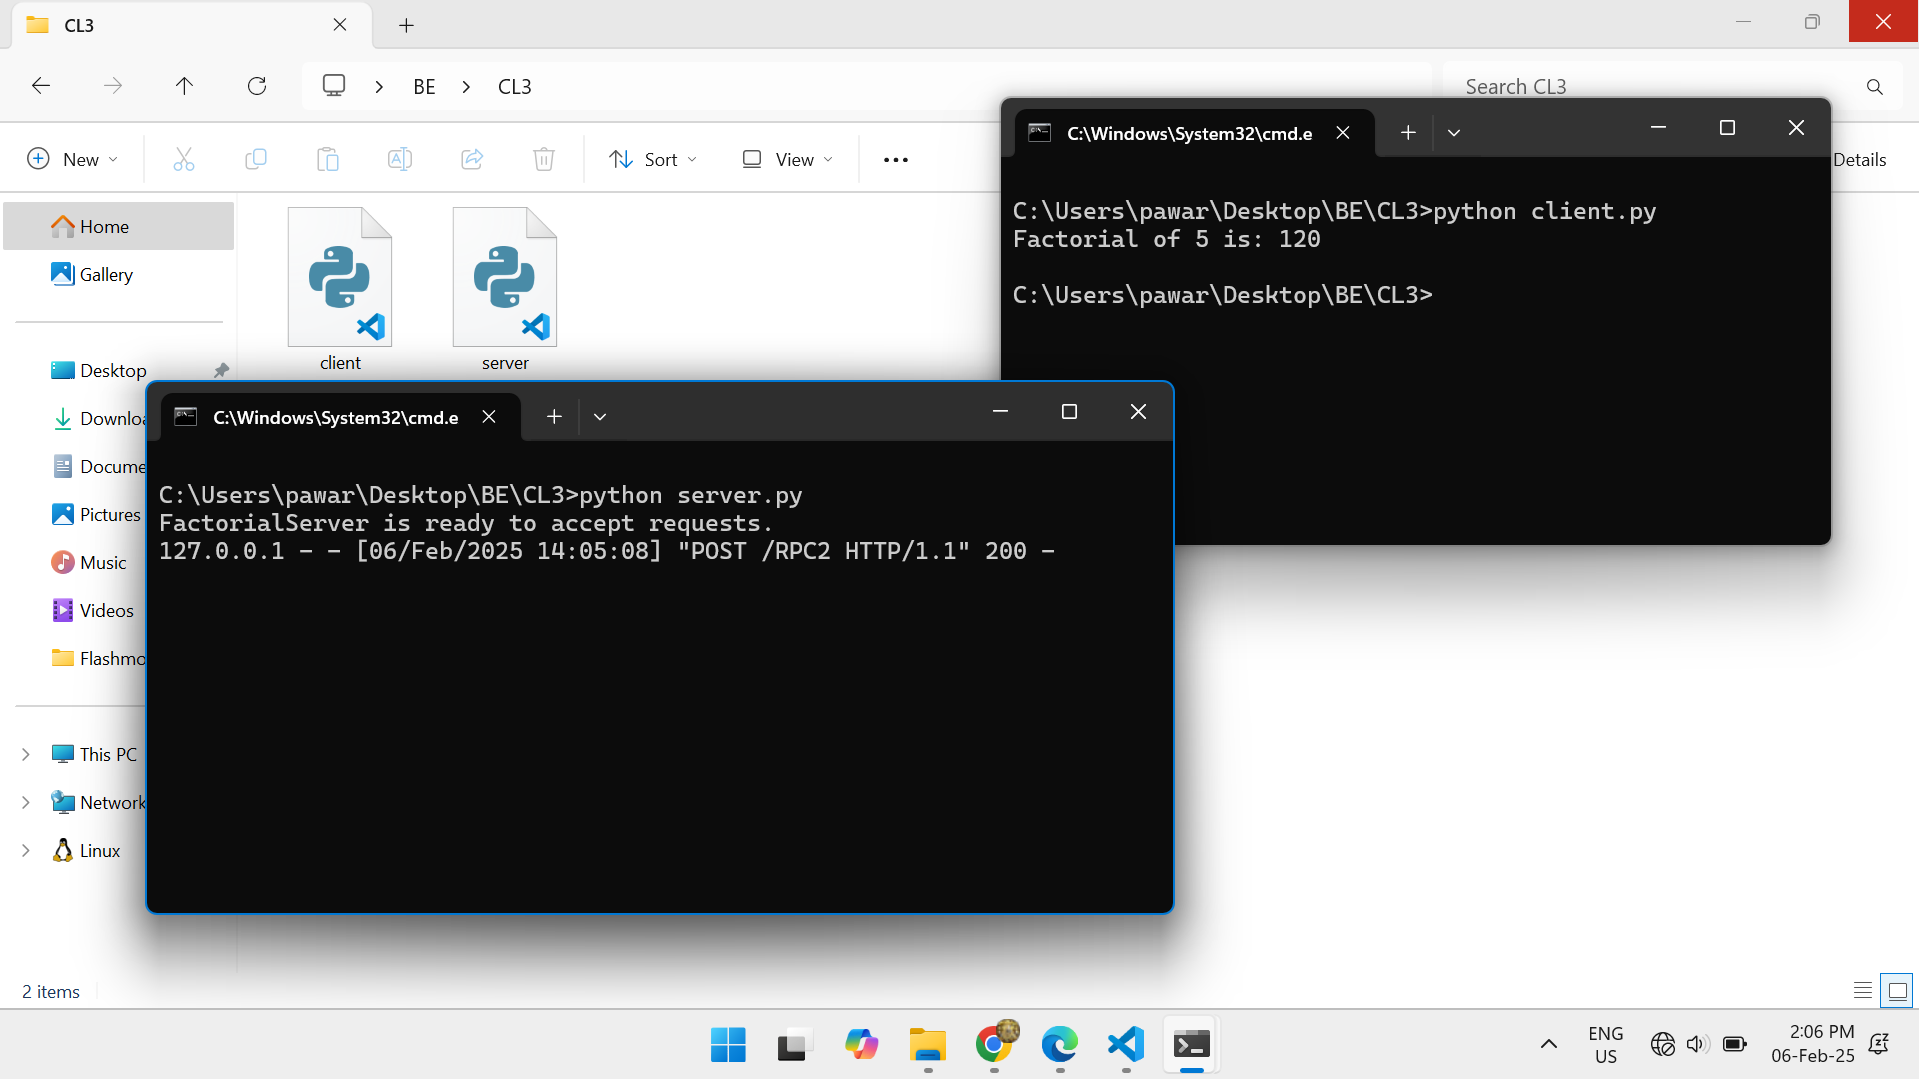 CL3
BE > CL3
Search CL3
New
Sort
View
Details
Home
Gallery
Desktop
Downloa
Docume
Pictures
Music
Videos
Flashmo
This PC
Network
Linux
client
server
C:\Windows\System32\cmd.e
C:\Users\pawar\Desktop\BE\CL3>python client.py
Factorial of 5 is: 120
C:\Users\pawar\Desktop\BE\CL3>
C:\Windows\System32\cmd.e
C:\Users\pawar\Desktop\BE\CL3>python server.py
FactorialServer is ready to accept requests.
127.0.0.1 - - [06/Feb/2025 14:05:08] "POST /RPC2 HTTP/1.1" 200 -
2 items
ENG
US
2:06 PM
06-Feb-25